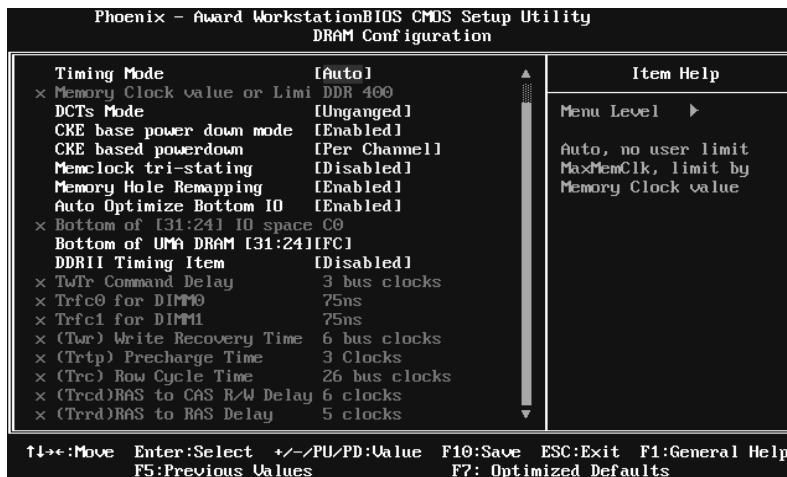 Phoenix - Award WorkstationBIOS CMOS Setup Utility
DRAM Configuration
Timing Mode [Auto]
x Memory Clock value or Limi DDR 400
DCTs Mode [Unganged]
CKE base power down mode [Enabled]
CKE based powerdown [Per Channel]
Memclock tri-stating [Disabled]
Memory Hole Remapping [Enabled]
Auto Optimize Bottom IO [Enabled]
x Bottom of [31:24] IO space C0
Bottom of UMA DRAM [31:24][FC]
DDRII Timing Item [Disabled]
x TwTr Command Delay 3 bus clocks
x Trfc0 for DIMM0 75ns
x Trfc1 for DIMM1 75ns
x (Twr) Write Recovery Time 6 bus clocks
x (Trtp) Precharge Time 3 Clocks
x (Trc) Row Cycle Time 26 bus clocks
x (Trcd)RAS to CAS R/W Delay 6 clocks
x (Trrd)RAS to RAS Delay 5 clocks
Item Help
Menu Level ▶
Auto, no user limit
MaxMemClk, limit by
Memory Clock value
↑↓→←:Move Enter:Select +/-/PU/PD:Value F10:Save ESC:Exit F1:General Help
F5:Previous Values F7: Optimized Defaults